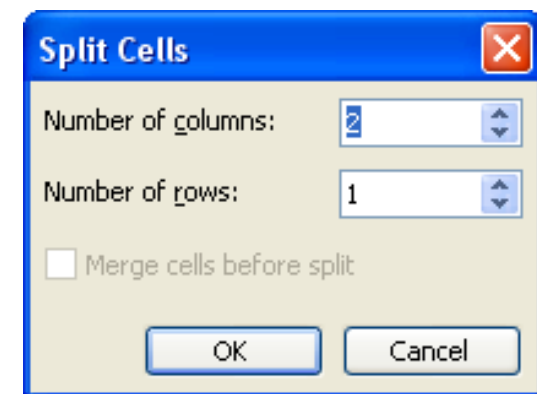 Split Cells
Number of columns: 2
Number of rows: 1
Merge cells before split
OK Cancel